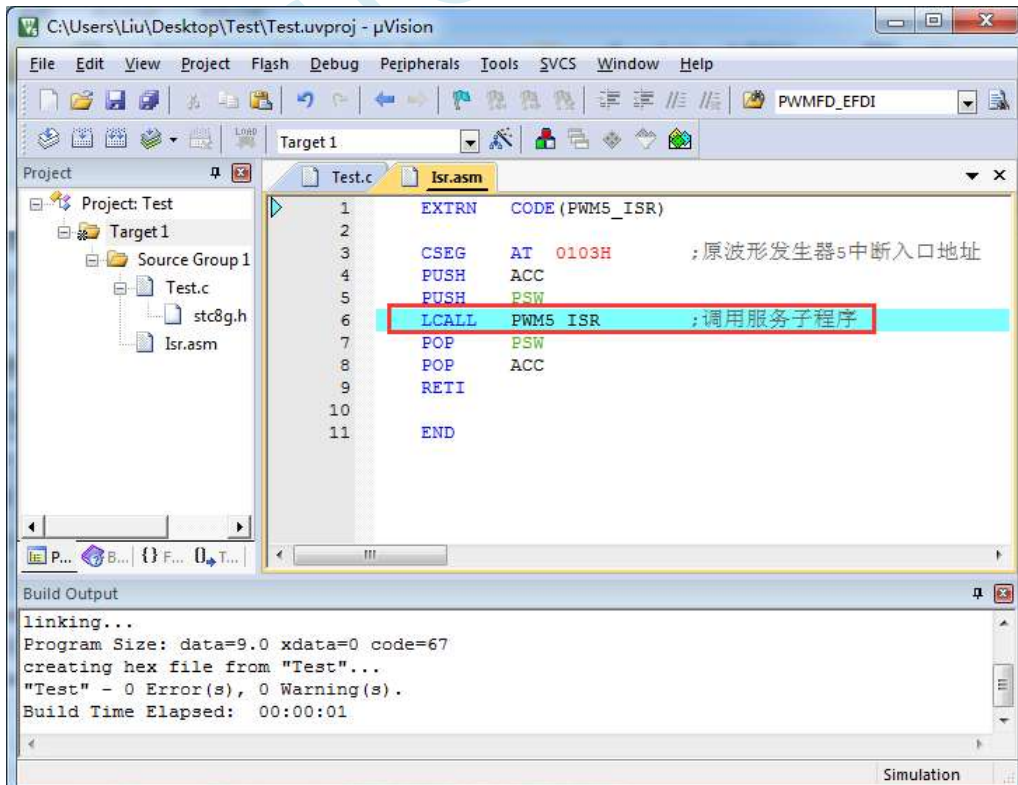 C:\Users\Liu\Desktop\Test\Test.uvproj - µVision
File Edit View Project Flash Debug Peripherals Tools SVCS Window Help
PWMFD_EFDI
LOAD Target 1
Project
Test.c Isr.asm
Project: Test
Target 1
Source Group 1
Test.c
stc8g.h
Isr.asm
1 EXTRN CODE(PWM5_ISR)
2
3 CSEG AT 0103H ;原波形发生器5中断入口地址
4 PUSH ACC
5 PUSH PSW
6 LCALL PWM5_ISR ;调用服务子程序
7 POP PSW
8 POP ACC
9 RETI
10
11 END
P... B... {} F... 0 T...
Build Output
linking...
Program Size: data=9.0 xdata=0 code=67
creating hex file from "Test"...
"Test" - 0 Error(s), 0 Warning(s).
Build Time Elapsed: 00:00:01
Simulation